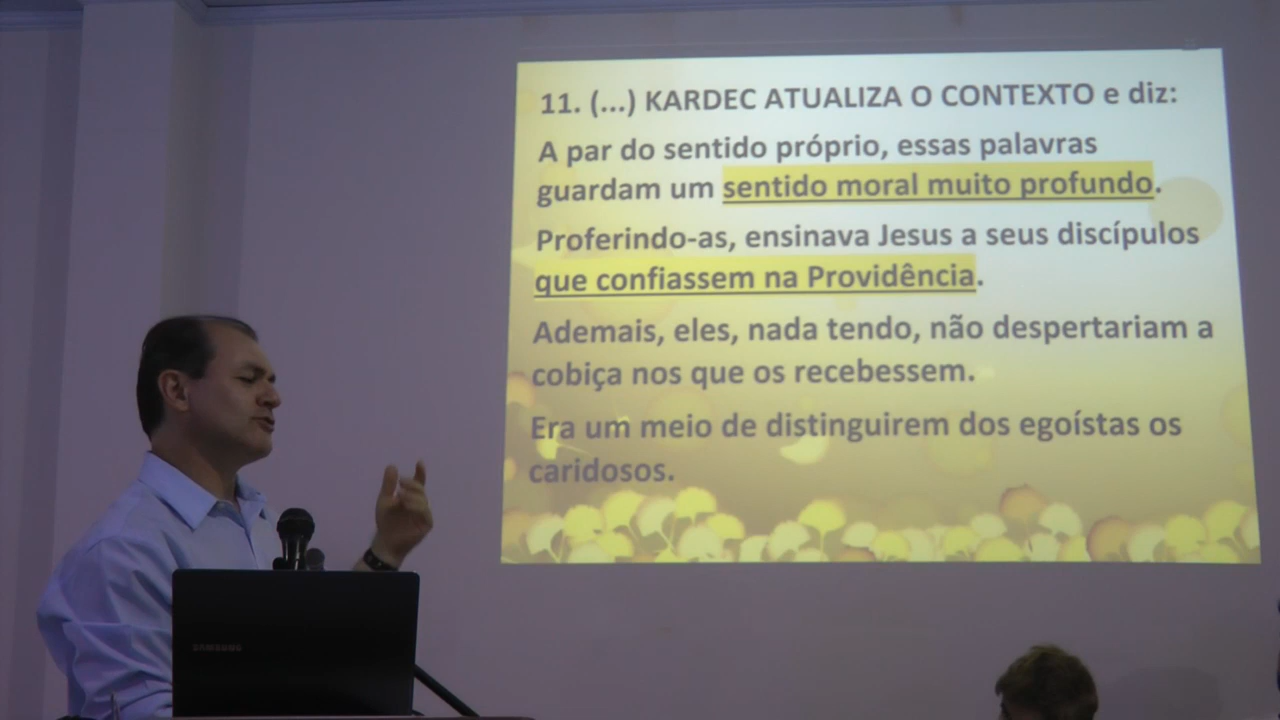 11. (...) KARDEC ATUALIZA O CONTEXTO e diz:
A par do sentido próprio, essas palavras
guardam um sentido moral muito profundo.
Proferindo-as, ensinava Jesus a seus discípulos
que confiassem na Providência.
Ademais, eles, nada tendo, não despertariam a
cobiça nos que os recebessem.
Era um meio de distinguirem dos egoístas os
caridosos.
SAMSUNG